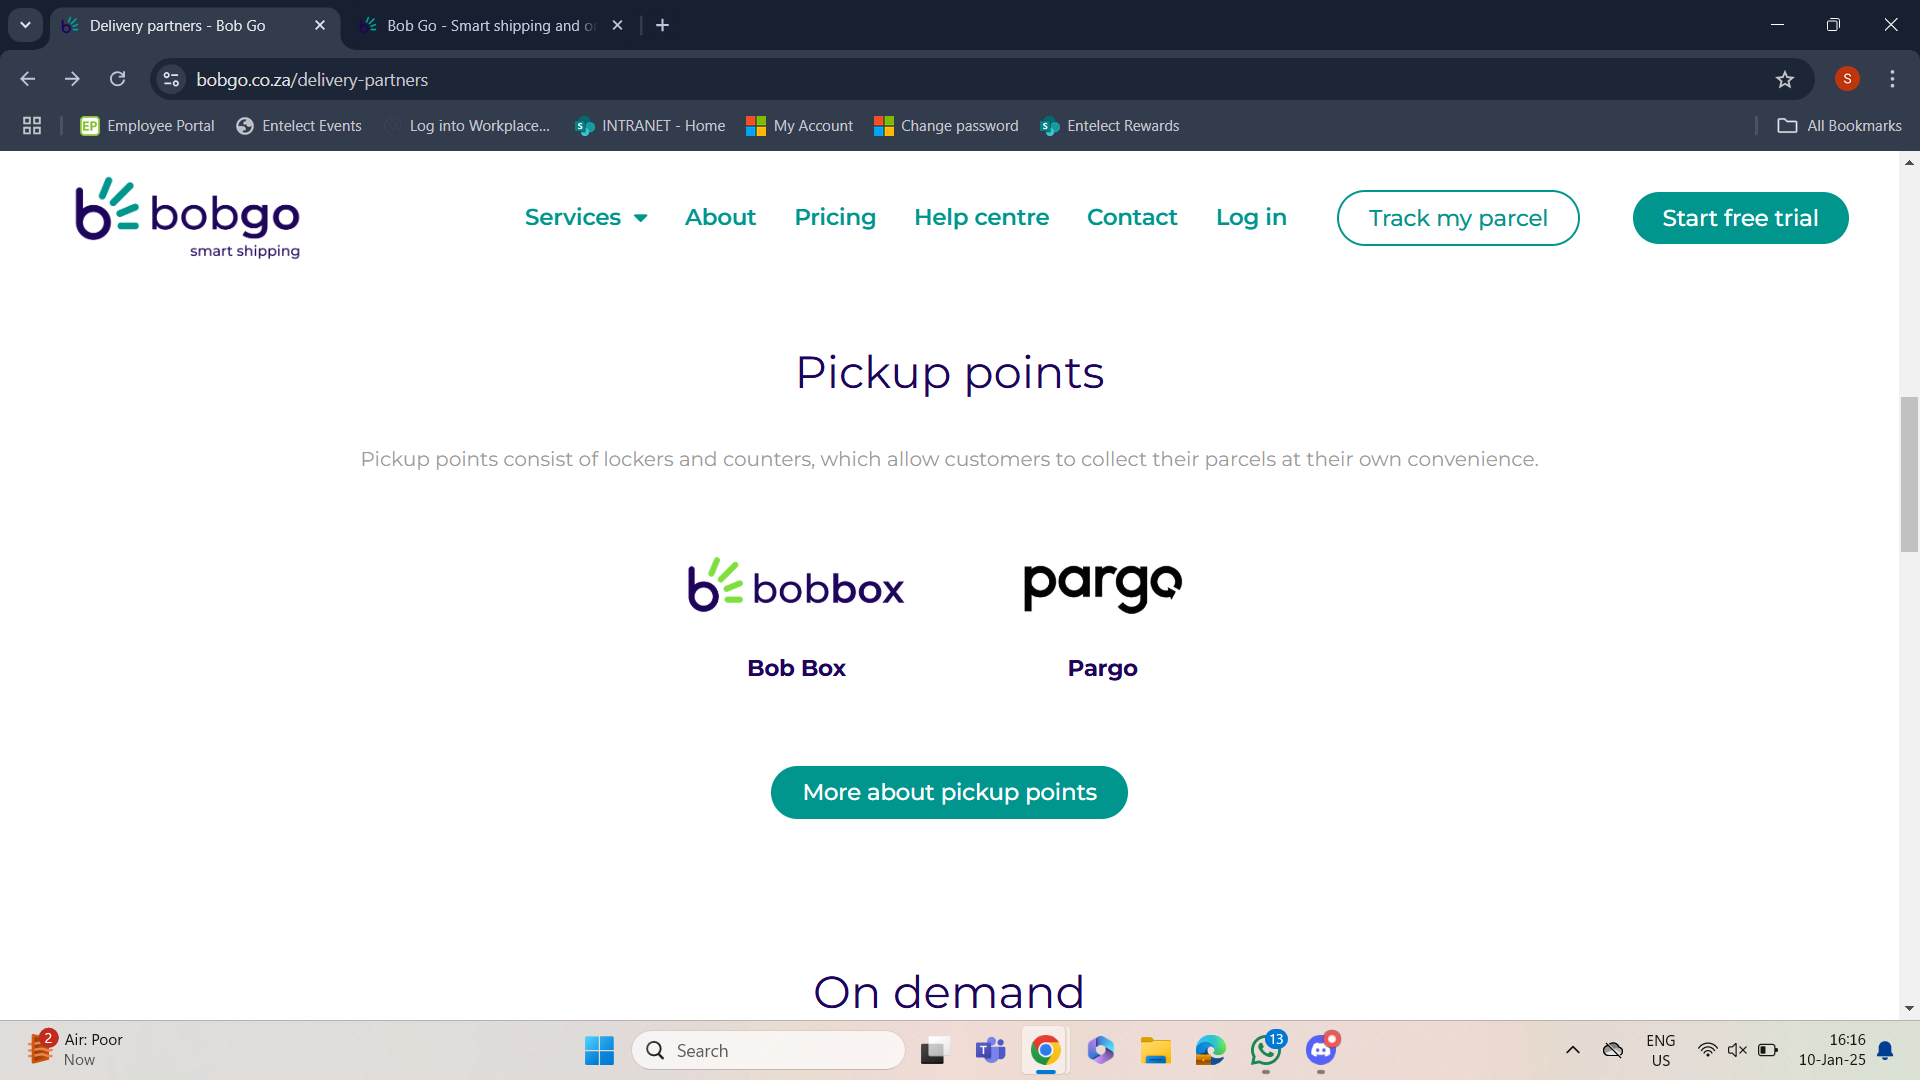 Delivery partners - Bob Go
Bob Go - Smart shipping and o
bobgo.co.za/delivery-partners
S
EP Employee Portal
Entelect Events
Log into Workplace...
S INTRANET - Home
My Account
Change password
S Entelect Rewards
All Bookmarks
bobgo
smart shipping
Services
About
Pricing
Help centre
Contact
Log in
Track my parcel
Start free trial
Pickup points
Pickup points consist of lockers and counters, which allow customers to collect their parcels at their own convenience.
bobbox
pargo
Bob Box
Pargo
More about pickup points
On demand
2
Air: Poor
Now
Search
13
ENG
US
16:16
10-Jan-25